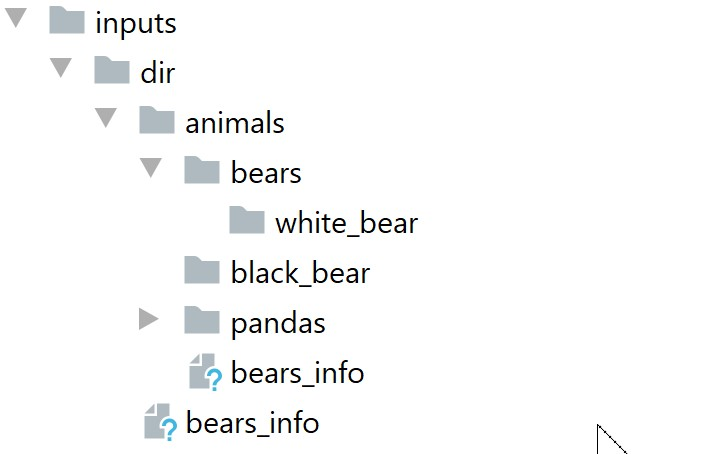 inputs
dir
animals
bears
white_bear
black_bear
pandas
bears_info
bears_info